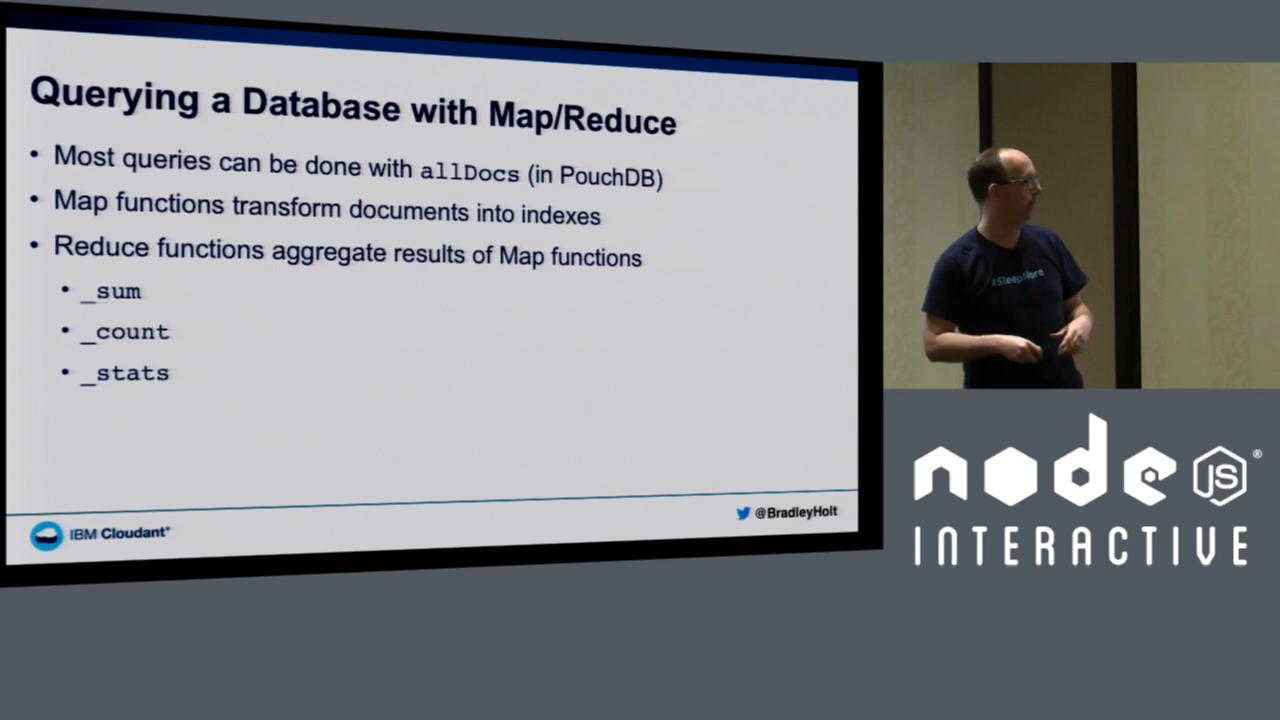 Querying a Database with Map/Reduce
• Most queries can be done with allDocs (in PouchDB)
• Map functions transform documents into indexes
• Reduce functions aggregate results of Map functions
• _sum
• _count
• _stats
IBM Cloudant®
@BradleyHolt
#SleepMore
node JS ®
INTERACTIVE